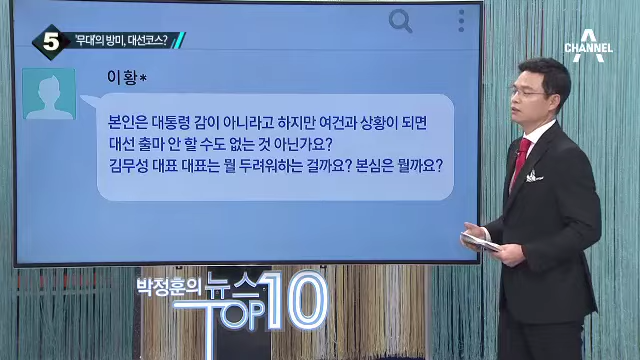 5 '무대'의 방미, 대선코스?
CHANNEL A
이황*
본인은 대통령 감이 아니라고 하지만 여건과 상황이 되면
대선 출마 안 할 수도 없는 것 아닌가요?
김무성 대표 대표는 뭘 두려워하는 걸까요? 본심은 뭘까요?
박정훈의 뉴스
TOP10